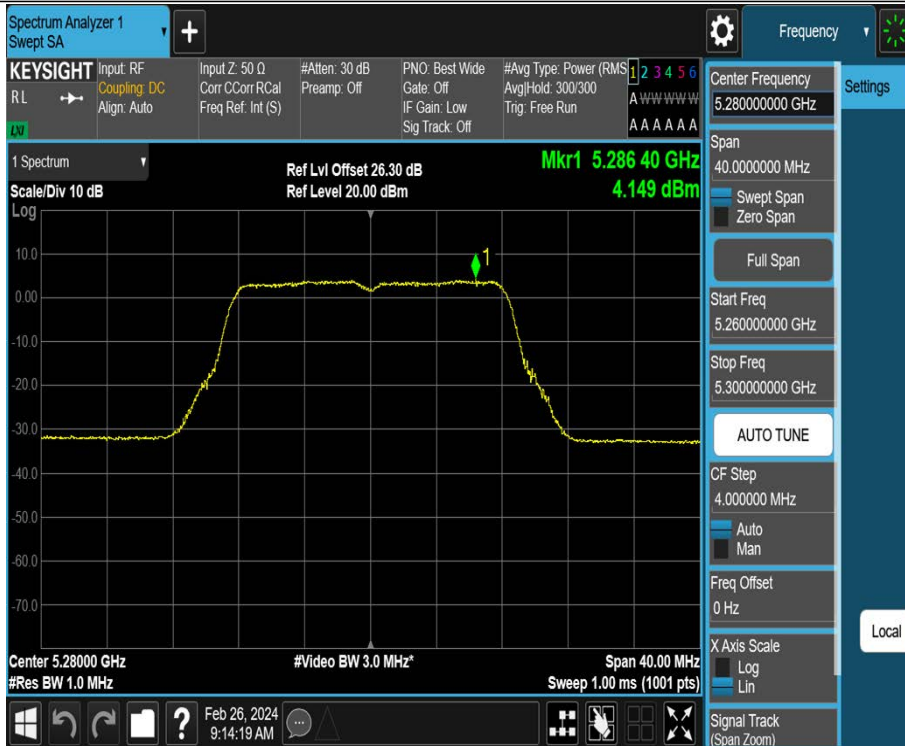 Spectrum Analyzer 1
Swept SA
Frequency
KEYSIGHT
RL
LXI
Input: RF
Coupling: DC
Align: Auto
Input Z: 50 Ω
Corr CCorr RCal
Freq Ref: Int (S)
#Atten: 30 dB
Preamp: Off
PNO: Best Wide
Gate: Off
IF Gain: Low
Sig Track: Off
#Avg Type: Power (RMS
Avg|Hold: 300/300
Trig: Free Run
1 2 3 4 5 6
A W W W W W
A A A A A A
1 Spectrum
Scale/Div 10 dB
Log
Ref Lvl Offset 26.30 dB
Ref Level 20.00 dBm
Mkr1 5.286 40 GHz
4.149 dBm
1
10.0
0.00
-10.0
-20.0
-30.0
-40.0
-50.0
-60.0
-70.0
Center 5.28000 GHz
#Video BW 3.0 MHz*
Span 40.00 MHz
#Res BW 1.0 MHz
Sweep 1.00 ms (1001 pts)
Feb 26, 2024
9:14:19 AM
Center Frequency
5.280000000 GHz
Span
40.0000000 MHz
Swept Span
Zero Span
Full Span
Start Freq
5.260000000 GHz
Stop Freq
5.300000000 GHz
AUTO TUNE
CF Step
4.000000 MHz
Auto
Man
Freq Offset
0 Hz
X Axis Scale
Log
Lin
Signal Track
(Span Zoom)
Settings
Local